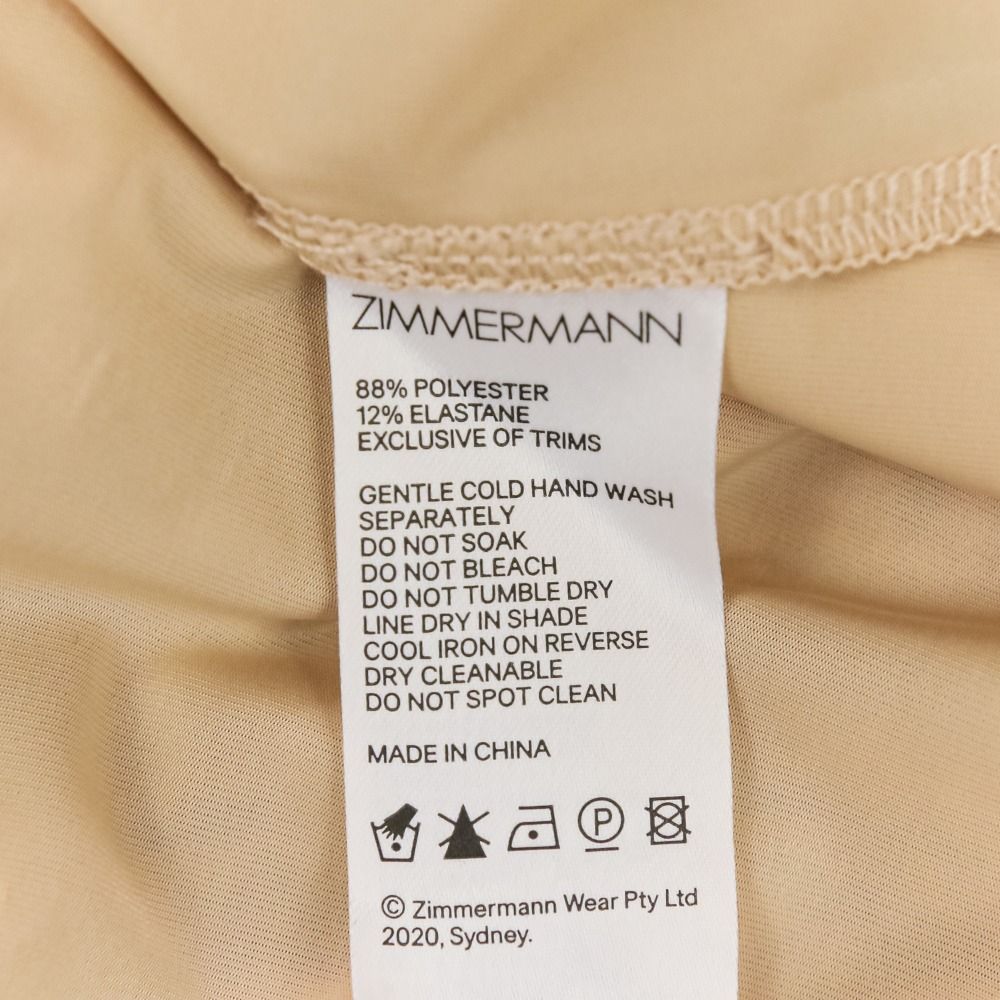 ZIMMERMANN
88% POLYESTER
12% ELASTANE
EXCLUSIVE OF TRIMS
GENTLE COLD HAND WASH
SEPARATELY
DO NOT SOAK
DO NOT BLEACH
DO NOT TUMBLE DRY
LINE DRY IN SHADE
COOL IRON ON REVERSE
DRY CLEANABLE
DO NOT SPOT CLEAN
MADE IN CHINA
P
© Zimmermann Wear Pty Ltd
2020, Sydney.